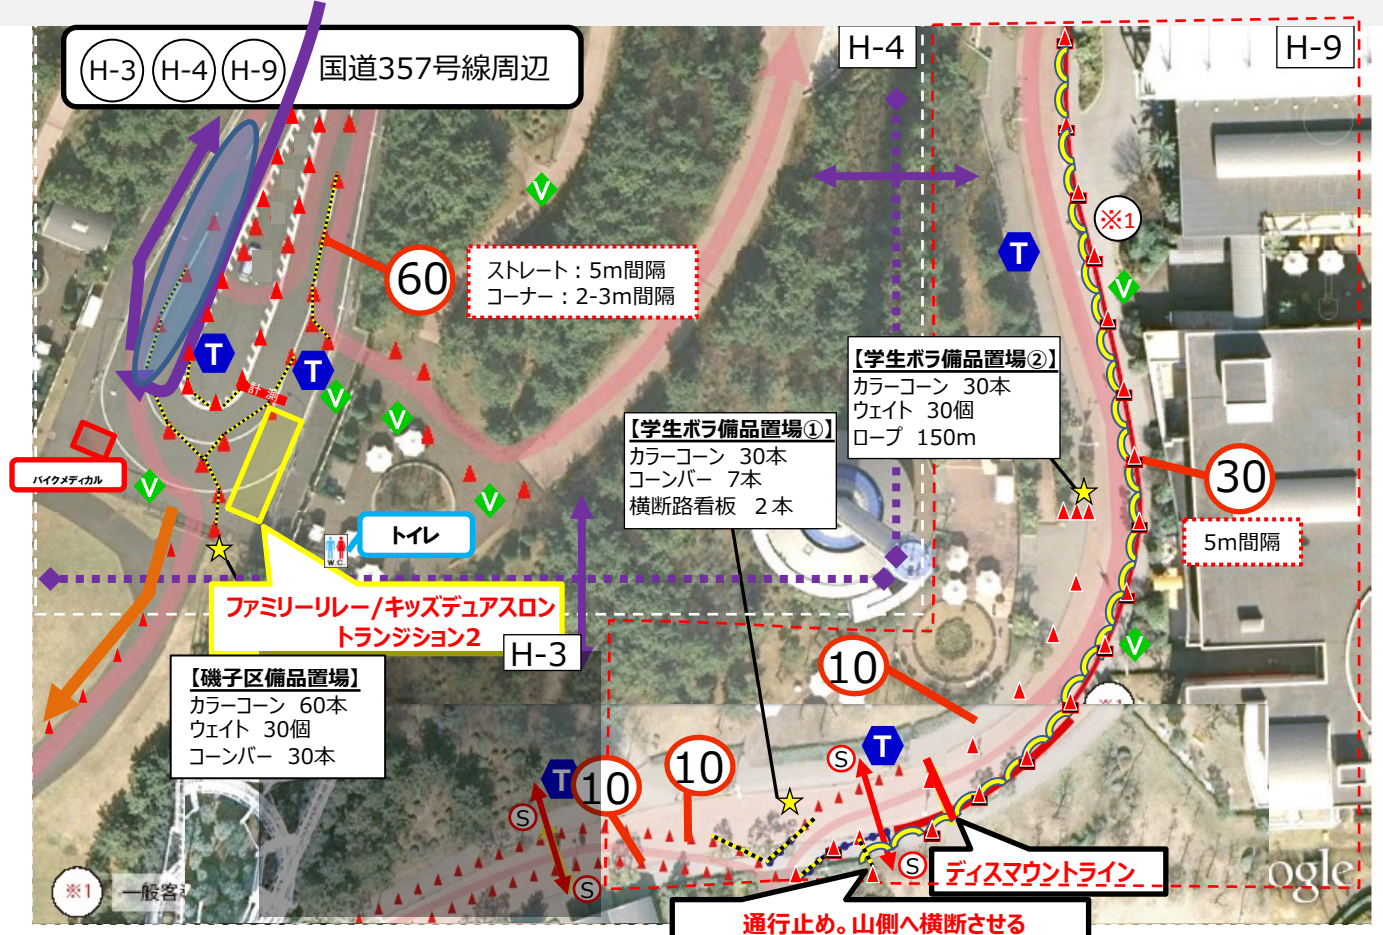 H-3 H-4 H-9 国道357号線周辺
H-4
H-9
V
※1
T
60
ストレート：5m間隔
コーナー：2-3m間隔
V
T
T
計測
V
V
【学生ボラ備品置場②】
カラーコーン 30本
ウェイト 30個
ロープ 150m
【学生ボラ備品置場①】
カラーコーン 30本
コーンバー 7本
横断路看板 2本
30
5m間隔
バイクメディカル
V
V
トイレ
W.C.
ファミリーリレー/キッズデュアスロン
トランジション2
H-3
V
10
【磯子区備品置場】
カラーコーン 60本
ウェイト 30個
コーンバー 30本
※1
T
S
T
10
10
S
S
S
ディスマウントライン
※1 一般客
ogle
通行止め。山側へ横断させる